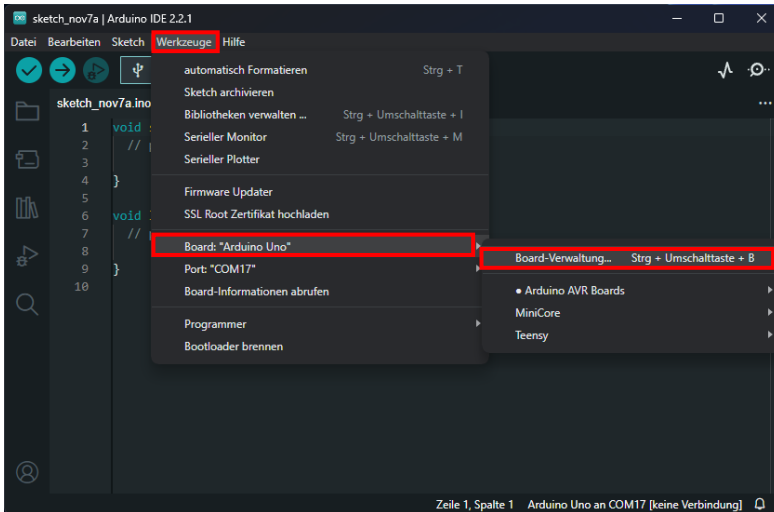 sketch_nov7a | Arduino IDE 2.2.1
Datei Bearbeiten Sketch Werkzeuge Hilfe
sketch_nov7a.ino
...
1 void
2 //
3
4 }
5
6 void
7 //
8
9 }
10
automatisch Formatieren Strg + T
Sketch archivieren
Bibliotheken verwalten ... Strg + Umschalttaste + I
Serieller Monitor Strg + Umschalttaste + M
Serieller Plotter
Firmware Updater
SSL Root Zertifikat hochladen
Board: "Arduino Uno"
Port: "COM17"
Board-Informationen abrufen
Programmer
Bootloader brennen
Board-Verwaltung... Strg + Umschalttaste + B
• Arduino AVR Boards
MiniCore
Teensy
Zeile 1, Spalte 1 Arduino Uno an COM17 [keine Verbindung]